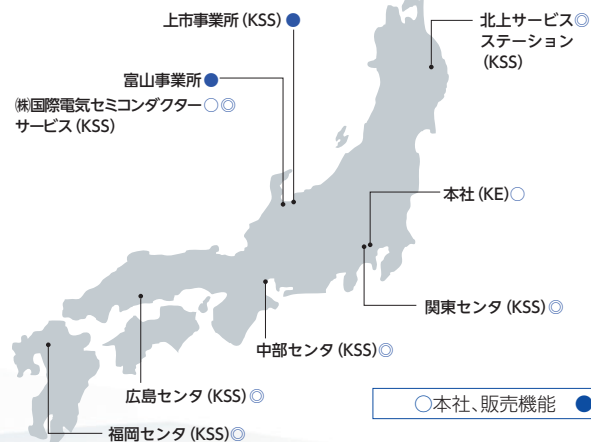 上市事業所(KSS)●
北上サービス◎
ステーション
(KSS)
富山事業所●
㈱国際電気セミコンダクター○◎
サービス(KSS)
本社(KE)○
関東センタ(KSS)◎
中部センタ(KSS)◎
広島センタ(KSS)◎
福岡センタ(KSS)◎
○本社、販売機能 ●